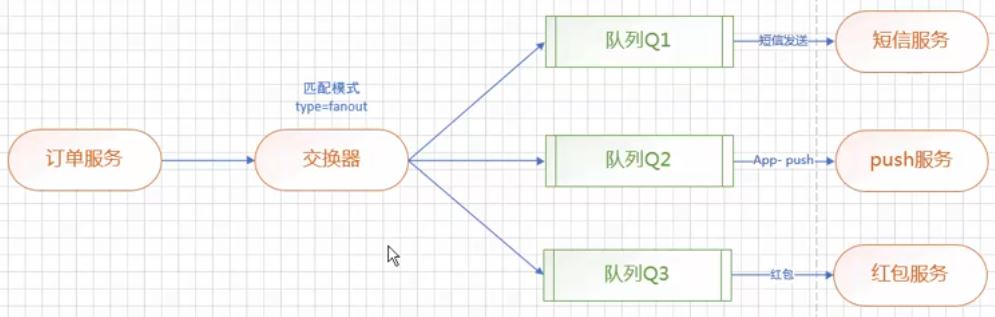 订单服务
匹配模式
type=fanout
交换器
队列Q1
短信发送
短信服务
队列Q2
App- push
push服务
队列Q3
红包
红包服务